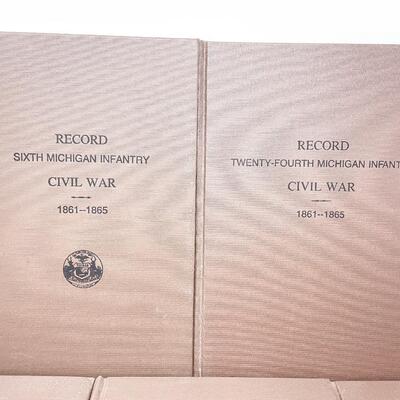 RECORD
SIXTH MICHIGAN INFANTRY
CIVIL WAR
1861--1865
RECORD
TWENTY-FOURTH MICHIGAN INFANT
CIVIL WAR
1861--1865